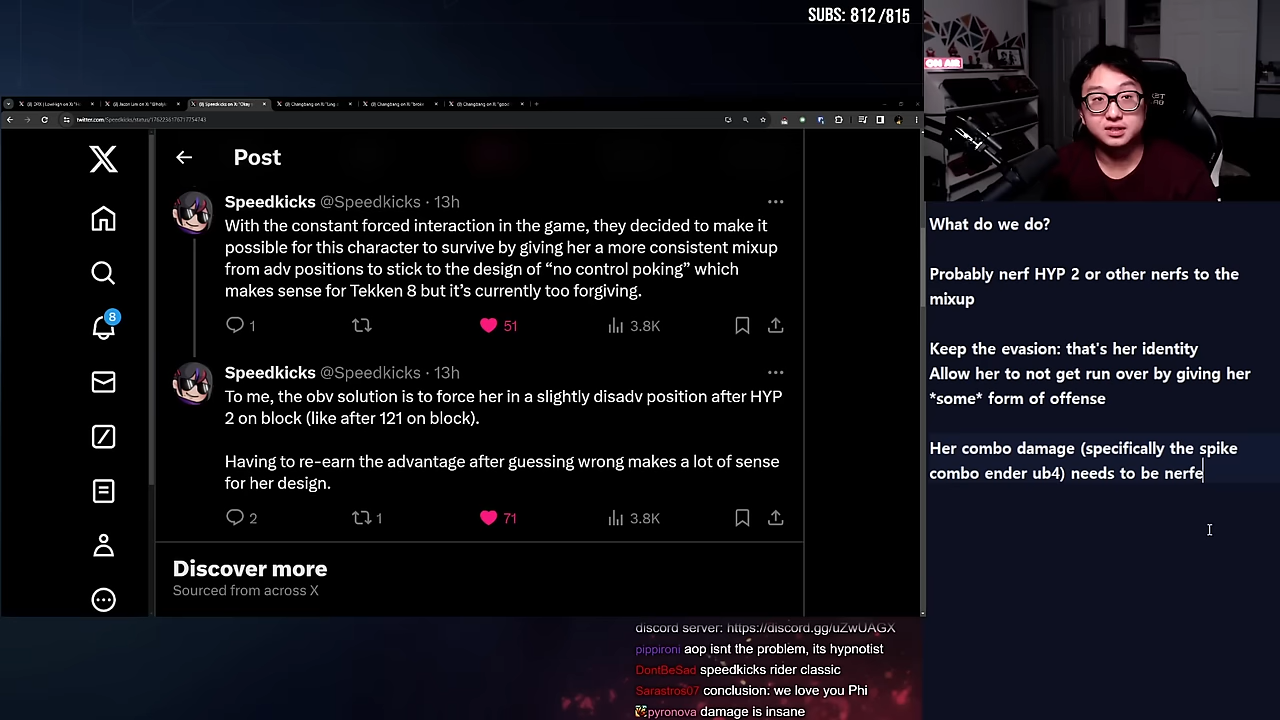 SUBS: 812/815
ON AIR
Post
Speedkicks @Speedkicks · 13h
With the constant forced interaction in the game, they decided to make it
possible for this character to survive by giving her a more consistent mixup
from adv positions to stick to the design of “no control poking” which
makes sense for Tekken 8 but it’s currently too forgiving.
1
51
3.8K
8
Speedkicks @Speedkicks · 13h
To me, the obv solution is to force her in a slightly disadv position after HYP
2 on block (like after 121 on block).
Having to re-earn the advantage after guessing wrong makes a lot of sense
for her design.
2
1
71
3.8K
Discover more
Sourced from across X
What do we do?
Probably nerf HYP 2 or other nerfs to the
mixup
Keep the evasion: that's her identity
Allow her to not get run over by giving her
*some* form of offense
Her combo damage (specifically the spike
combo ender ub4) needs to be nerfe
discord server: https://discord.gg/uZwUAGX
pippironi aop isnt the problem, its hypnotist
DontBeSad speedkicks rider classic
Sarastros07 conclusion: we love you Phi
pyronova damage is insane